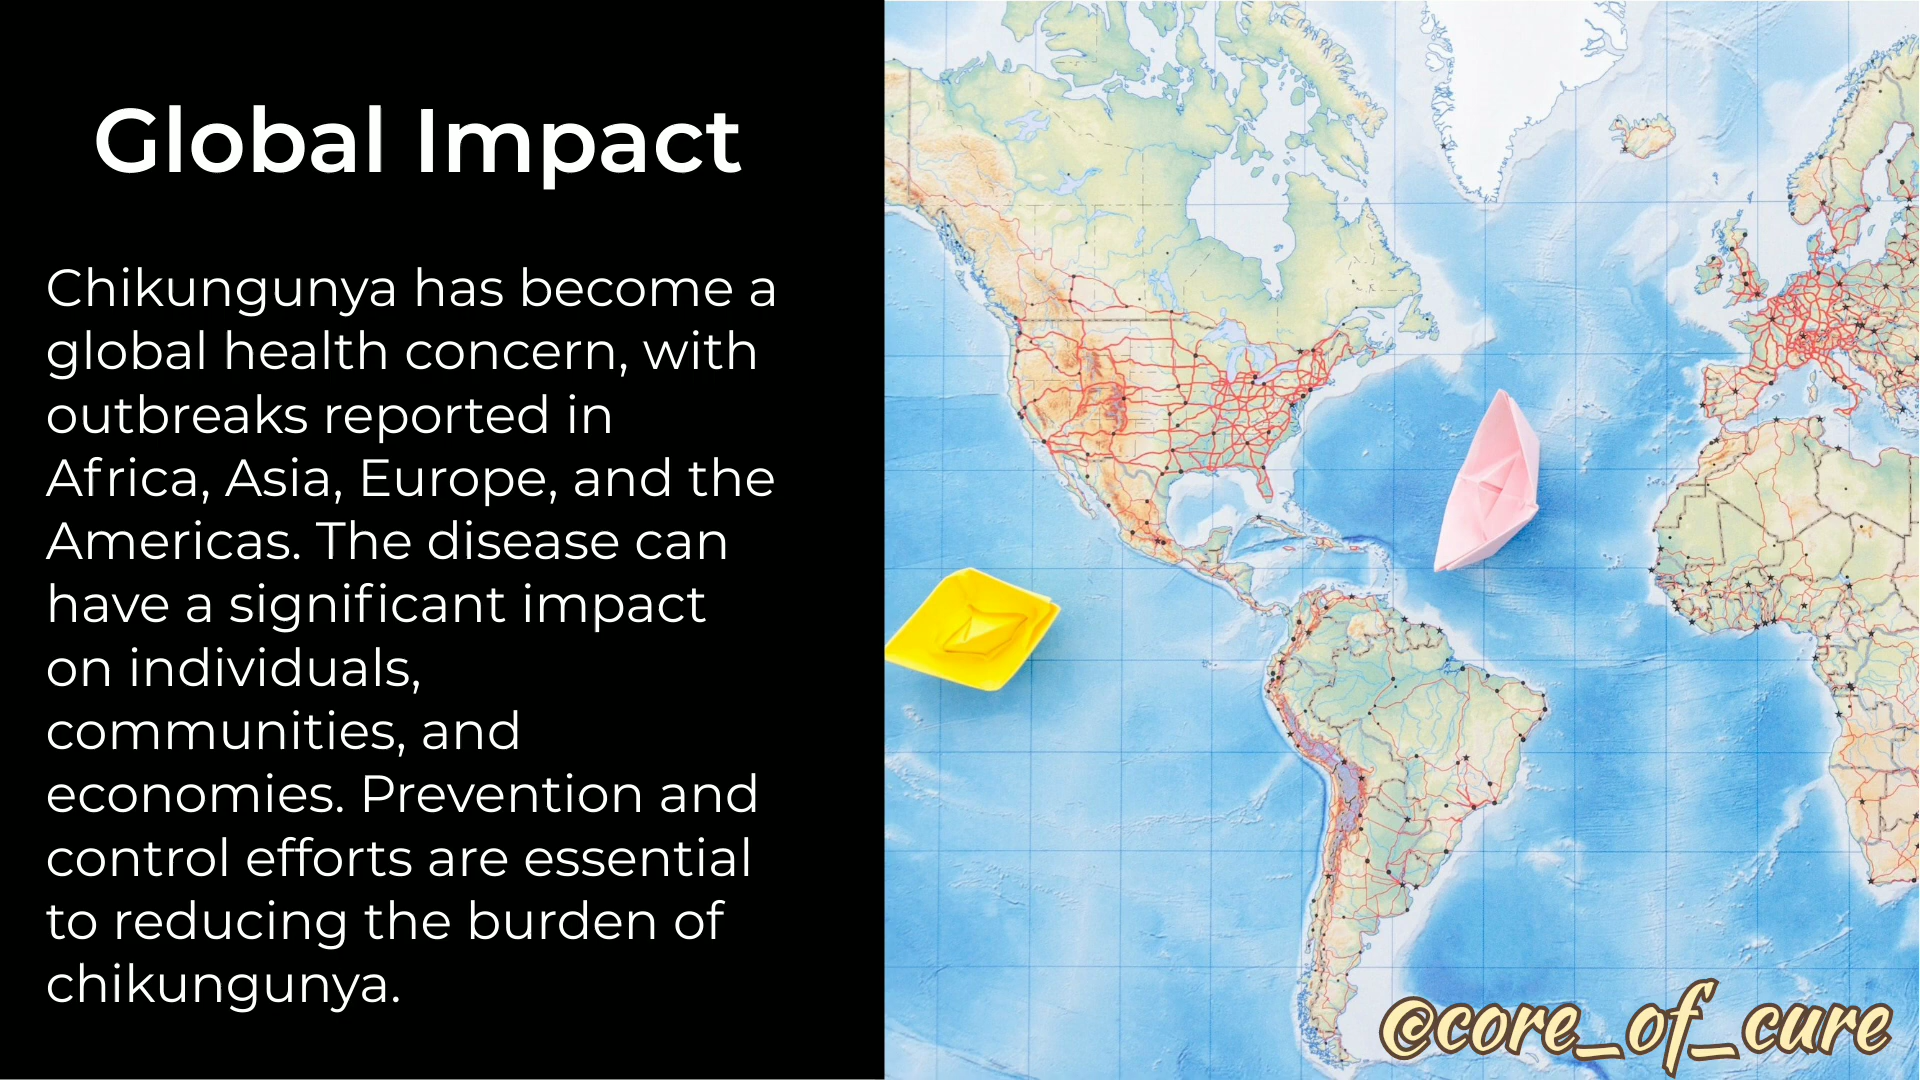 Global Impact
Chikungunya has become a
global health concern, with
outbreaks reported in
Africa, Asia, Europe, and the
Americas. The disease can
have a significant impact
on individuals,
communities, and
economies. Prevention and
control efforts are essential
to reducing the burden of
chikungunya.
@core_of_cure